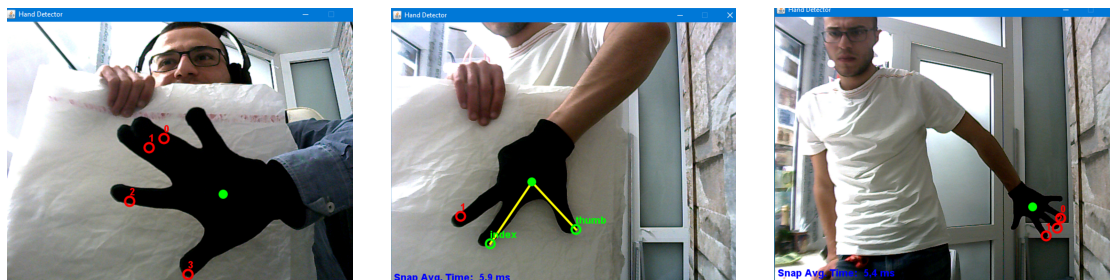 Hand Detector
1
0
2
3
Hand Detector
1
index
thumb
Snap Avg. Time: 5.9 ms
Hand Detector
Snap Avg. Time: 5.4 ms